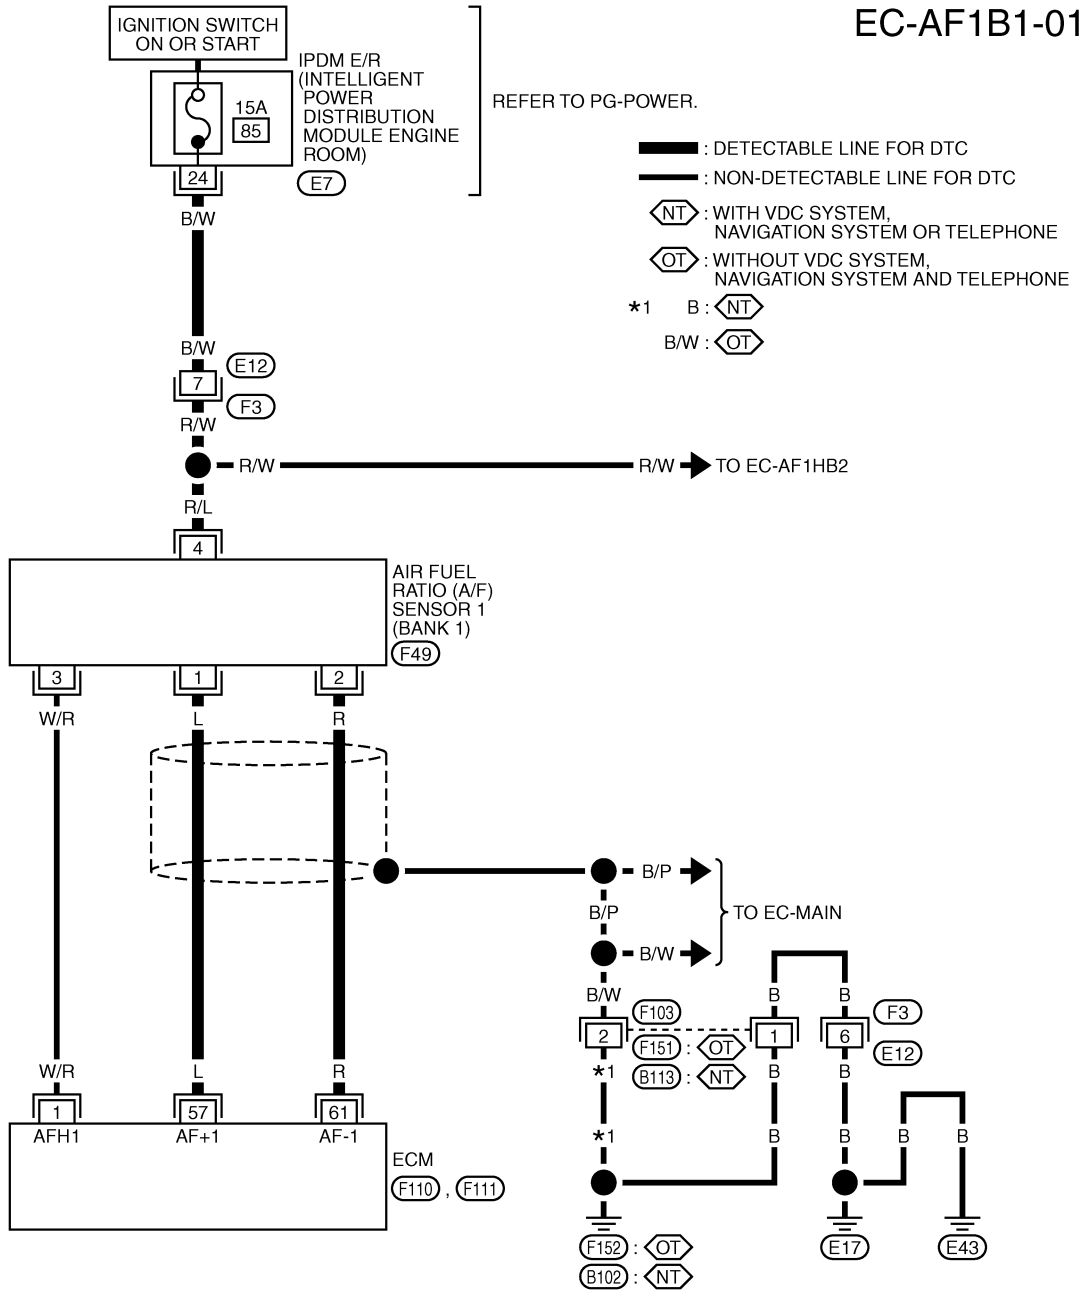 EC-AF1B1-01
IGNITION SWITCH
ON OR START
IPDM E/R
(INTELLIGENT
POWER
DISTRIBUTION
MODULE ENGINE
ROOM)
E7
15A
85
24
REFER TO PG-POWER.
: DETECTABLE LINE FOR DTC
: NON-DETECTABLE LINE FOR DTC
NT : WITH VDC SYSTEM,
NAVIGATION SYSTEM OR TELEPHONE
OT : WITHOUT VDC SYSTEM,
NAVIGATION SYSTEM AND TELEPHONE
*1 B : NT
B/W : OT
B/W
B/W
E12
7
F3
R/W
R/W R/W TO EC-AF1HB2
R/L
4
AIR FUEL
RATIO (A/F)
SENSOR 1
(BANK 1)
F49
3 1 2
W/R L R
B/P
B/P
TO EC-MAIN
B/W
B/W B B
F103 F3
2 1 6
F151 : OT E12
B113 : NT
*1 B B
W/R L R
1 57 61
AFH1 AF+1 AF-1
*1 B B B B
ECM
F110 , F111
F152 : OT E17 E43
B102 : NT